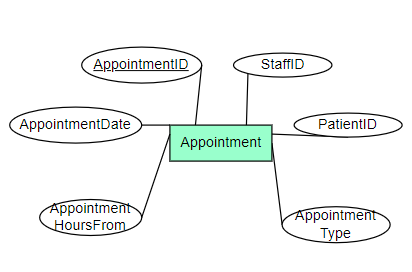 AppointmentID
StaffID
AppointmentDate
PatientID
Appointment
Appointment
HoursFrom
Appointment
Type